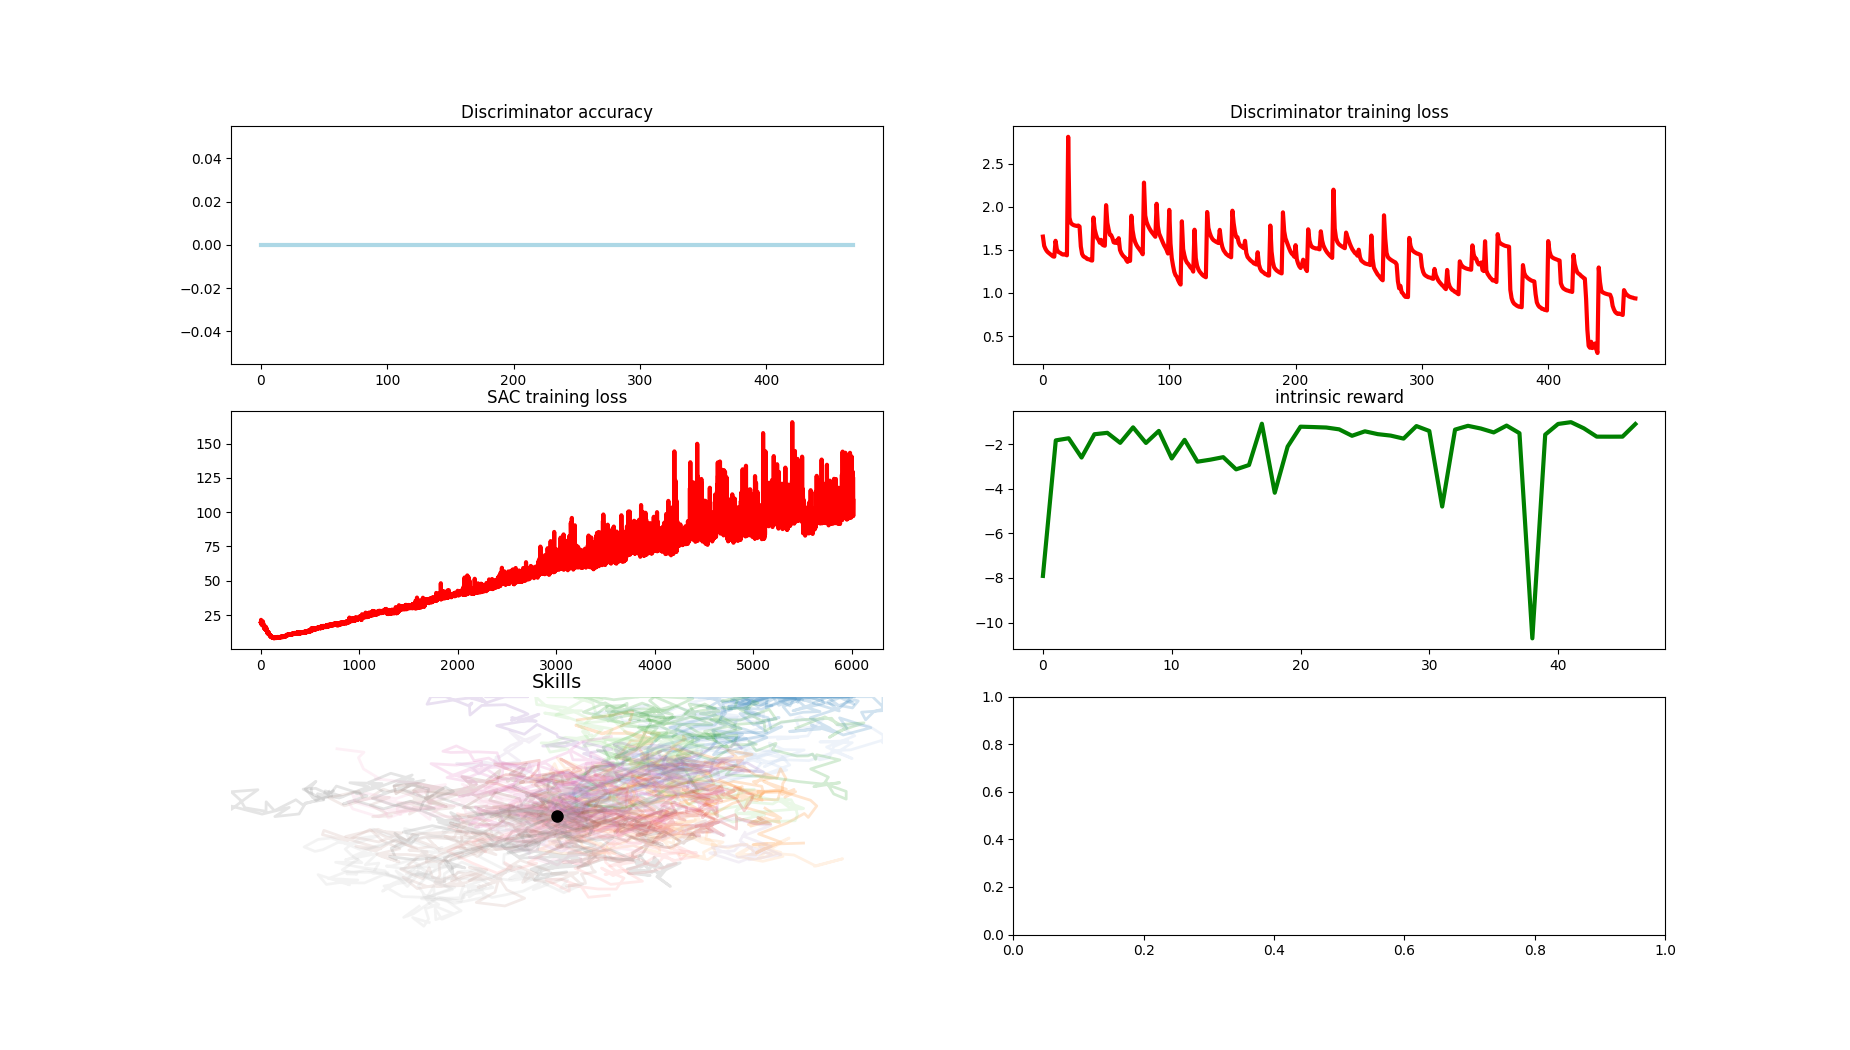 Discriminator accuracy
0.04
0.02
0.00
−0.02
−0.04
0 100 200 300 400
Discriminator training loss
2.5
2.0
1.5
1.0
0.5
0 100 200 300 400
SAC training loss
150
125
100
75
50
25
0 1000 2000 3000 4000 5000 6000
intrinsic reward
−2
−4
−6
−8
−10
0 10 20 30 40
Skills
1.0
0.8
0.6
0.4
0.2
0.0
0.0 0.2 0.4 0.6 0.8 1.0